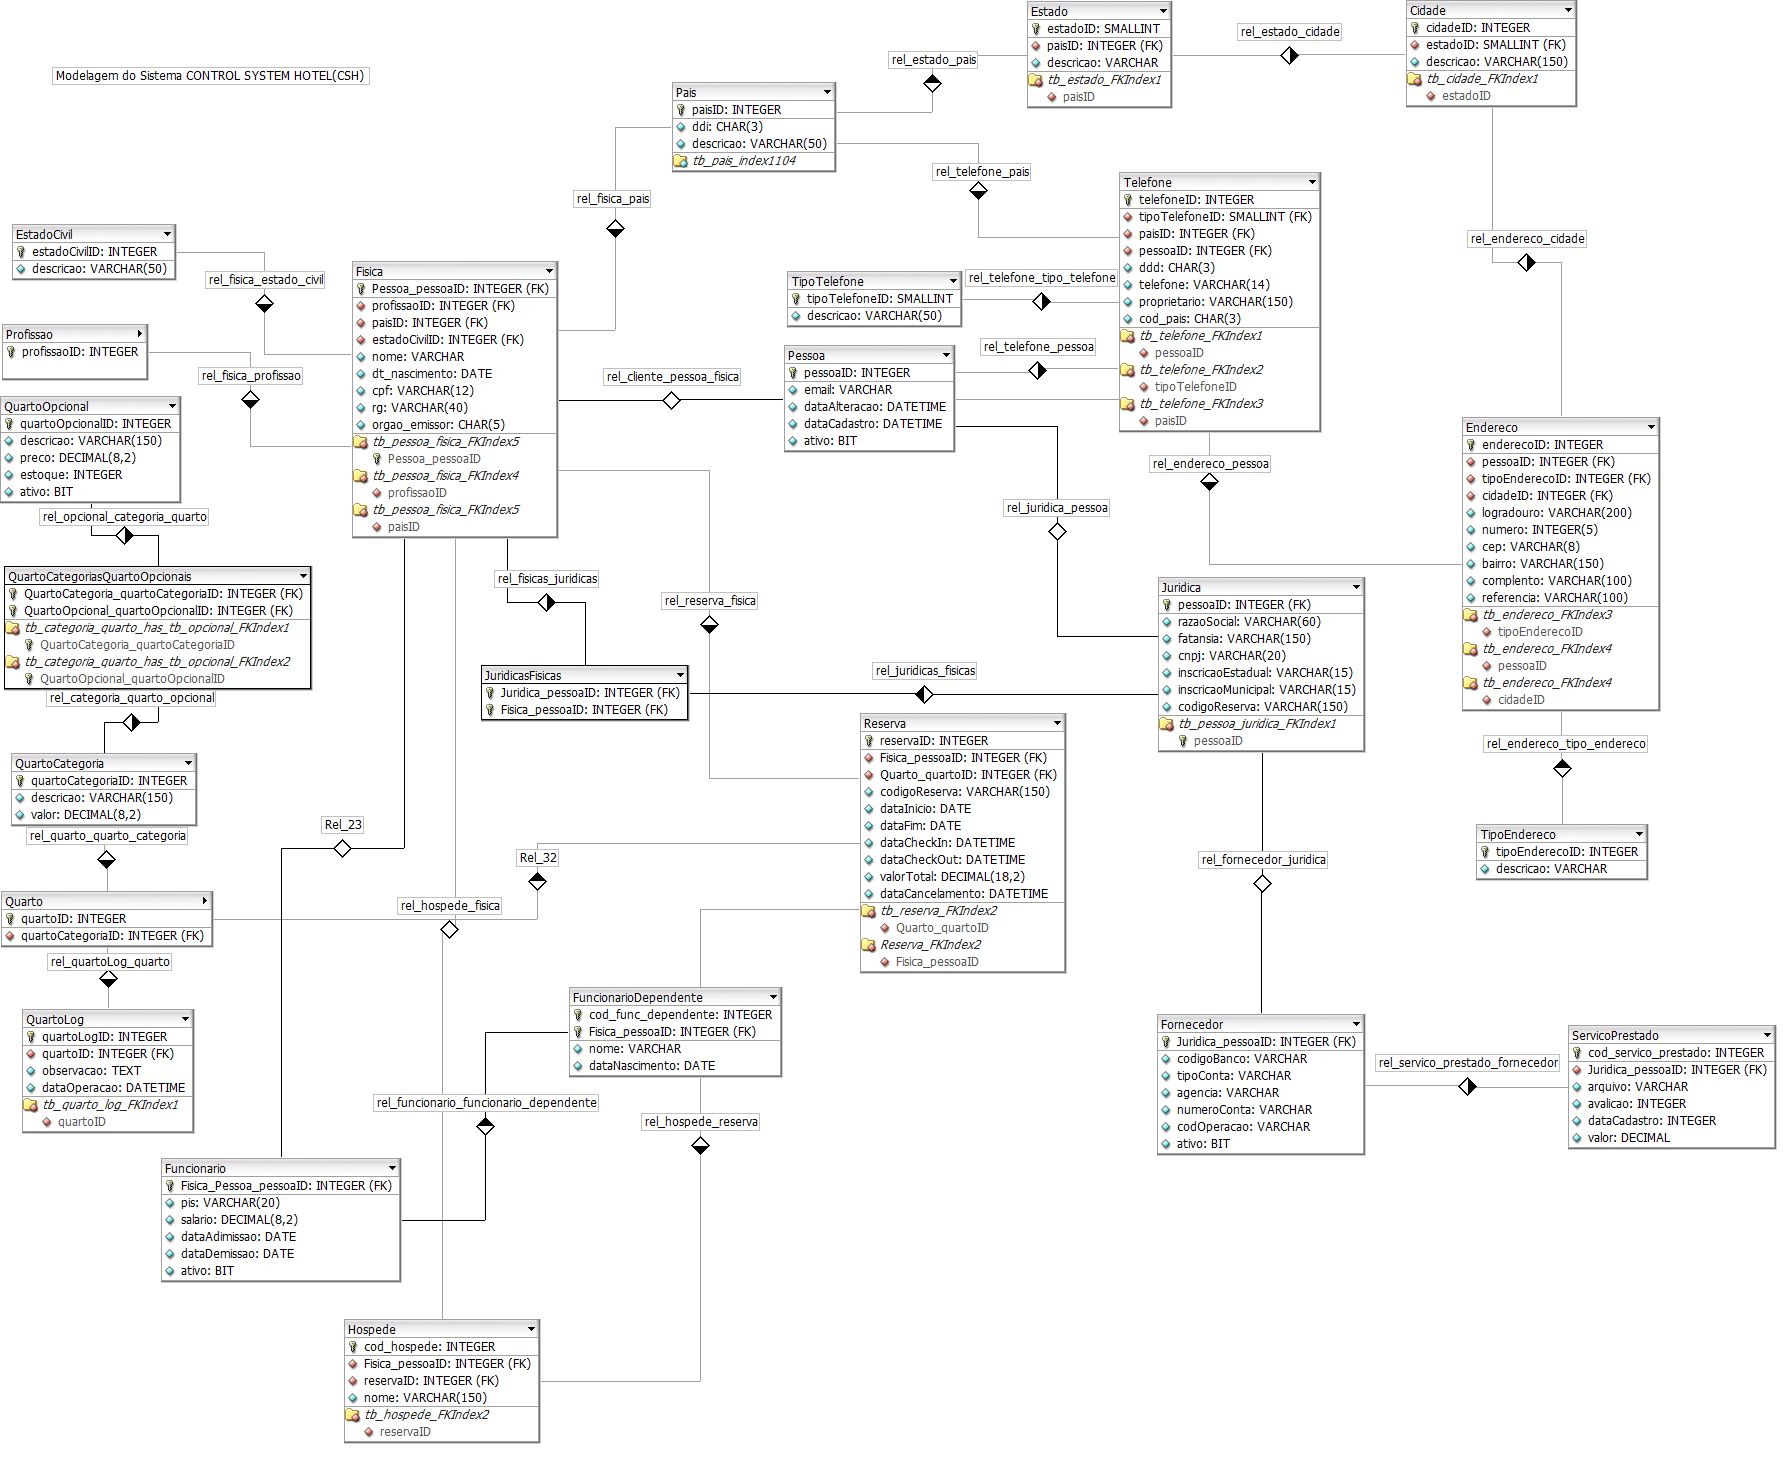 Modelagem do Sistema CONTROL SYSTEM HOTEL(CSH)
Estado
estadoID: SMALLINT
paisID: INTEGER (FK)
descricao: VARCHAR
tb_estado_FKIndex1
paisID
rel_estado_cidade
Cidade
cidadeID: INTEGER
estadoID: SMALLINT (FK)
descricao: VARCHAR(150)
tb_cidade_FKIndex1
estadoID
rel_estado_pais
Pais
paisID: INTEGER
ddi: CHAR(3)
descricao: VARCHAR(50)
tb_pais_index1104
rel_telefone_pais
rel_fisica_pais
Telefone
telefoneID: INTEGER
tipoTelefoneID: SMALLINT (FK)
paisID: INTEGER (FK)
pessoaID: INTEGER (FK)
ddd: CHAR(3)
telefone: VARCHAR(14)
proprietario: VARCHAR(150)
cod_pais: CHAR(3)
tb_telefone_FKIndex1
pessoaID
tb_telefone_FKIndex2
tipoTelefoneID
tb_telefone_FKIndex3
paisID
rel_endereco_cidade
EstadoCivil
estadoCivilID: INTEGER
descricao: VARCHAR(50)
rel_fisica_estado_civil
Profissao
profissaoID: INTEGER
rel_fisica_profissao
Fisica
Pessoa_pessoaID: INTEGER (FK)
profissaoID: INTEGER (FK)
paisID: INTEGER (FK)
estadoCivilID: INTEGER (FK)
nome: VARCHAR
dt_nascimento: DATE
cpf: VARCHAR(12)
rg: VARCHAR(40)
orgao_emissor: CHAR(5)
tb_pessoa_fisica_FKIndex5
Pessoa_pessoaID
tb_pessoa_fisica_FKIndex4
profissaoID
tb_pessoa_fisica_FKIndex5
paisID
TipoTelefone
tipoTelefoneID: SMALLINT
descricao: VARCHAR(50)
rel_telefone_tipo_telefone
Pessoa
pessoaID: INTEGER
email: VARCHAR
dataAlteracao: DATETIME
dataCadastro: DATETIME
ativo: BIT
rel_telefone_pessoa
rel_cliente_pessoa_fisica
QuartoOpcional
quartoOpcionalID: INTEGER
descricao: VARCHAR(150)
preco: DECIMAL(8,2)
estoque: INTEGER
ativo: BIT
rel_opcional_categoria_quarto
rel_endereco_pessoa
rel_juridica_pessoa
Endereco
enderecoID: INTEGER
pessoaID: INTEGER (FK)
tipoEnderecoID: INTEGER (FK)
cidadeID: INTEGER (FK)
logradouro: VARCHAR(200)
numero: INTEGER(5)
cep: VARCHAR(8)
bairro: VARCHAR(150)
complento: VARCHAR(100)
referencia: VARCHAR(100)
tb_endereco_FKIndex3
tipoEnderecoID
tb_endereco_FKIndex4
pessoaID
tb_endereco_FKIndex4
cidadeID
QuartoCategoriasQuartoOpcionais
QuartoCategoria_quartoCategoriaID: INTEGER (FK)
QuartoOpcional_quartoOpcionalID: INTEGER (FK)
tb_categoria_quarto_has_tb_opcional_FKIndex1
QuartoCategoria_quartoCategoriaID
tb_categoria_quarto_has_tb_opcional_FKIndex2
QuartoOpcional_quartoOpcionalID
rel_categoria_quarto_opcional
rel_fisicas_juridicas
rel_reserva_fisica
Juridica
pessoaID: INTEGER (FK)
razaoSocial: VARCHAR(60)
fatansia: VARCHAR(150)
cnpj: VARCHAR(20)
inscricaoEstadual: VARCHAR(15)
inscricaoMunicipal: VARCHAR(15)
codigoReserva: VARCHAR(150)
tb_pessoa_juridica_FKIndex1
pessoaID
JuridicasFisicas
Juridica_pessoaID: INTEGER (FK)
Fisica_pessoaID: INTEGER (FK)
rel_juridicas_fisicas
Reserva
reservaID: INTEGER
Fisica_pessoaID: INTEGER (FK)
Quarto_quartoID: INTEGER (FK)
codigoReserva: VARCHAR(150)
dataInicio: DATE
dataFim: DATE
dataCheckIn: DATETIME
dataCheckOut: DATETIME
valorTotal: DECIMAL(18,2)
dataCancelamento: DATETIME
tb_reserva_FKIndex2
Quarto_quartoID
Reserva_FKIndex2
Fisica_pessoaID
rel_endereco_tipo_endereco
TipoEndereco
tipoEnderecoID: INTEGER
descricao: VARCHAR
QuartoCategoria
quartoCategoriaID: INTEGER
descricao: VARCHAR(150)
valor: DECIMAL(8,2)
rel_quarto_quarto_categoria
Rel_23
Rel_32
rel_fornecedor_juridica
Quarto
quartoID: INTEGER
quartoCategoriaID: INTEGER (FK)
rel_quartoLog_quarto
rel_hospede_fisica
QuartoLog
quartoLogID: INTEGER
quartoID: INTEGER (FK)
observacao: TEXT
dataOperacao: DATETIME
tb_quarto_log_FKIndex1
quartoID
FuncionarioDependente
cod_func_dependente: INTEGER
Fisica_pessoaID: INTEGER (FK)
nome: VARCHAR
dataNascimento: DATE
rel_funcionario_funcionario_dependente
rel_hospede_reserva
Fornecedor
Juridica_pessoaID: INTEGER (FK)
codigoBanco: VARCHAR
tipoConta: VARCHAR
agencia: VARCHAR
numeroConta: VARCHAR
codOperacao: VARCHAR
ativo: BIT
rel_servico_prestado_fornecedor
ServicoPrestado
cod_servico_prestado: INTEGER
Juridica_pessoaID: INTEGER (FK)
arquivo: VARCHAR
avalicao: INTEGER
dataCadastro: INTEGER
valor: DECIMAL
Funcionario
Fisica_Pessoa_pessoaID: INTEGER (FK)
pis: VARCHAR(20)
salario: DECIMAL(8,2)
dataAdimissao: DATE
dataDemissao: DATE
ativo: BIT
Hospede
cod_hospede: INTEGER
Fisica_pessoaID: INTEGER (FK)
reservaID: INTEGER (FK)
nome: VARCHAR(150)
tb_hospede_FKIndex2
reservaID